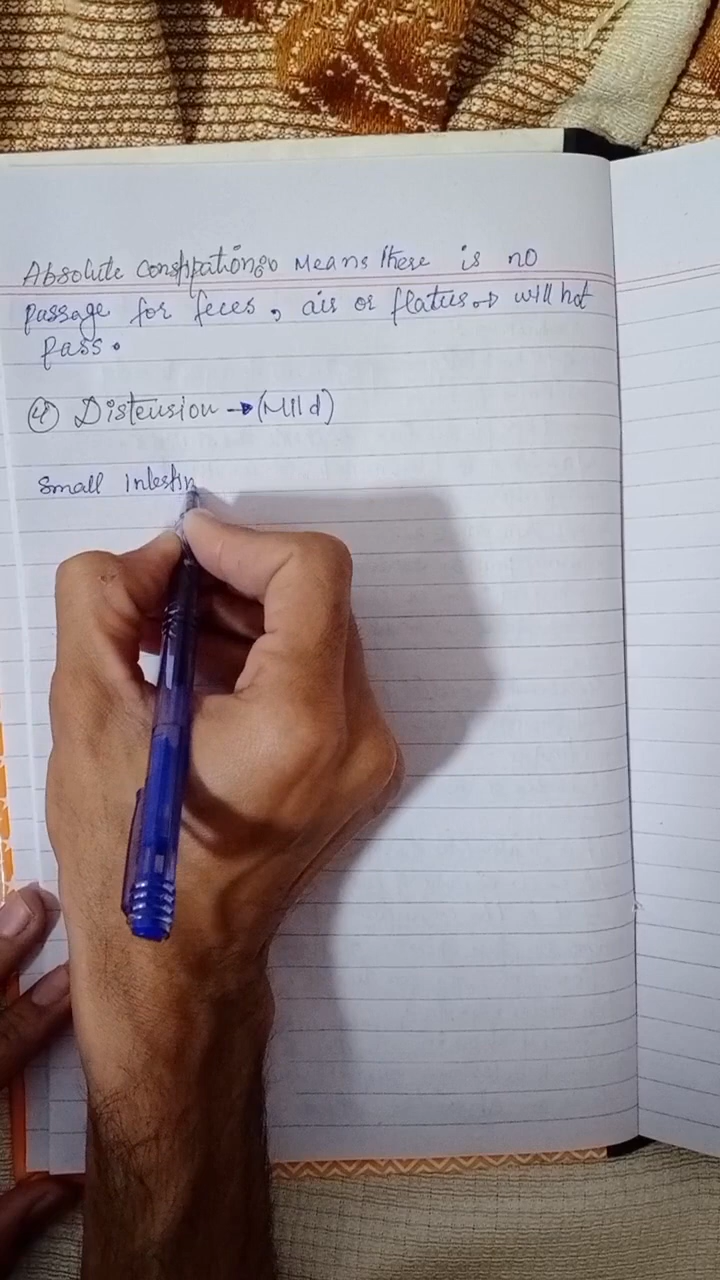 Absolute Constipation:- Means there is no
passage for feces, air or flatus → will not
pass.
④ Distension → (Mild)
Small intestin